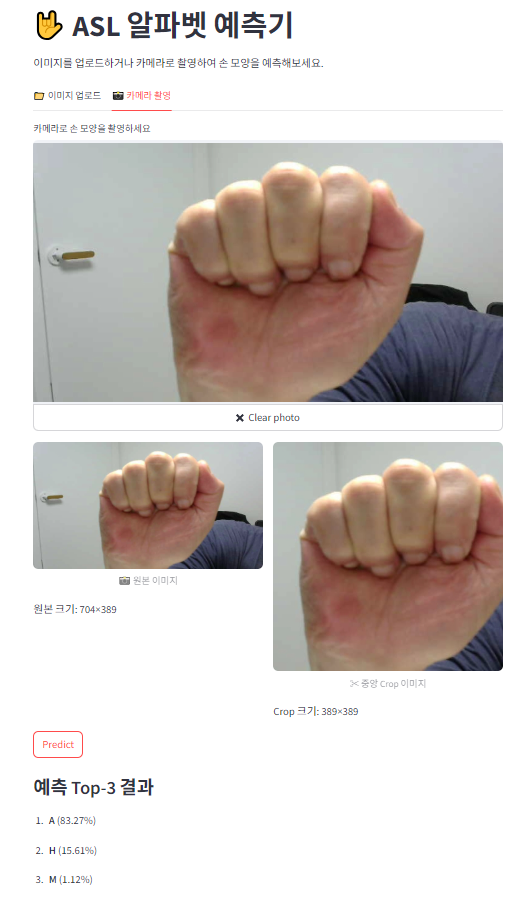 🤟 ASL 알파벳 예측기
이미지를 업로드하거나 카메라로 촬영하여 손 모양을 예측해보세요.
📂 이미지 업로드 📸 카메라 촬영
카메라로 손 모양을 촬영하세요
✖ Clear photo
📸 원본 이미지
원본 크기: 704×389
✂ 중앙 Crop 이미지
Crop 크기: 389×389
Predict
예측 Top-3 결과
1. A (83.27%)
2. H (15.61%)
3. M (1.12%)